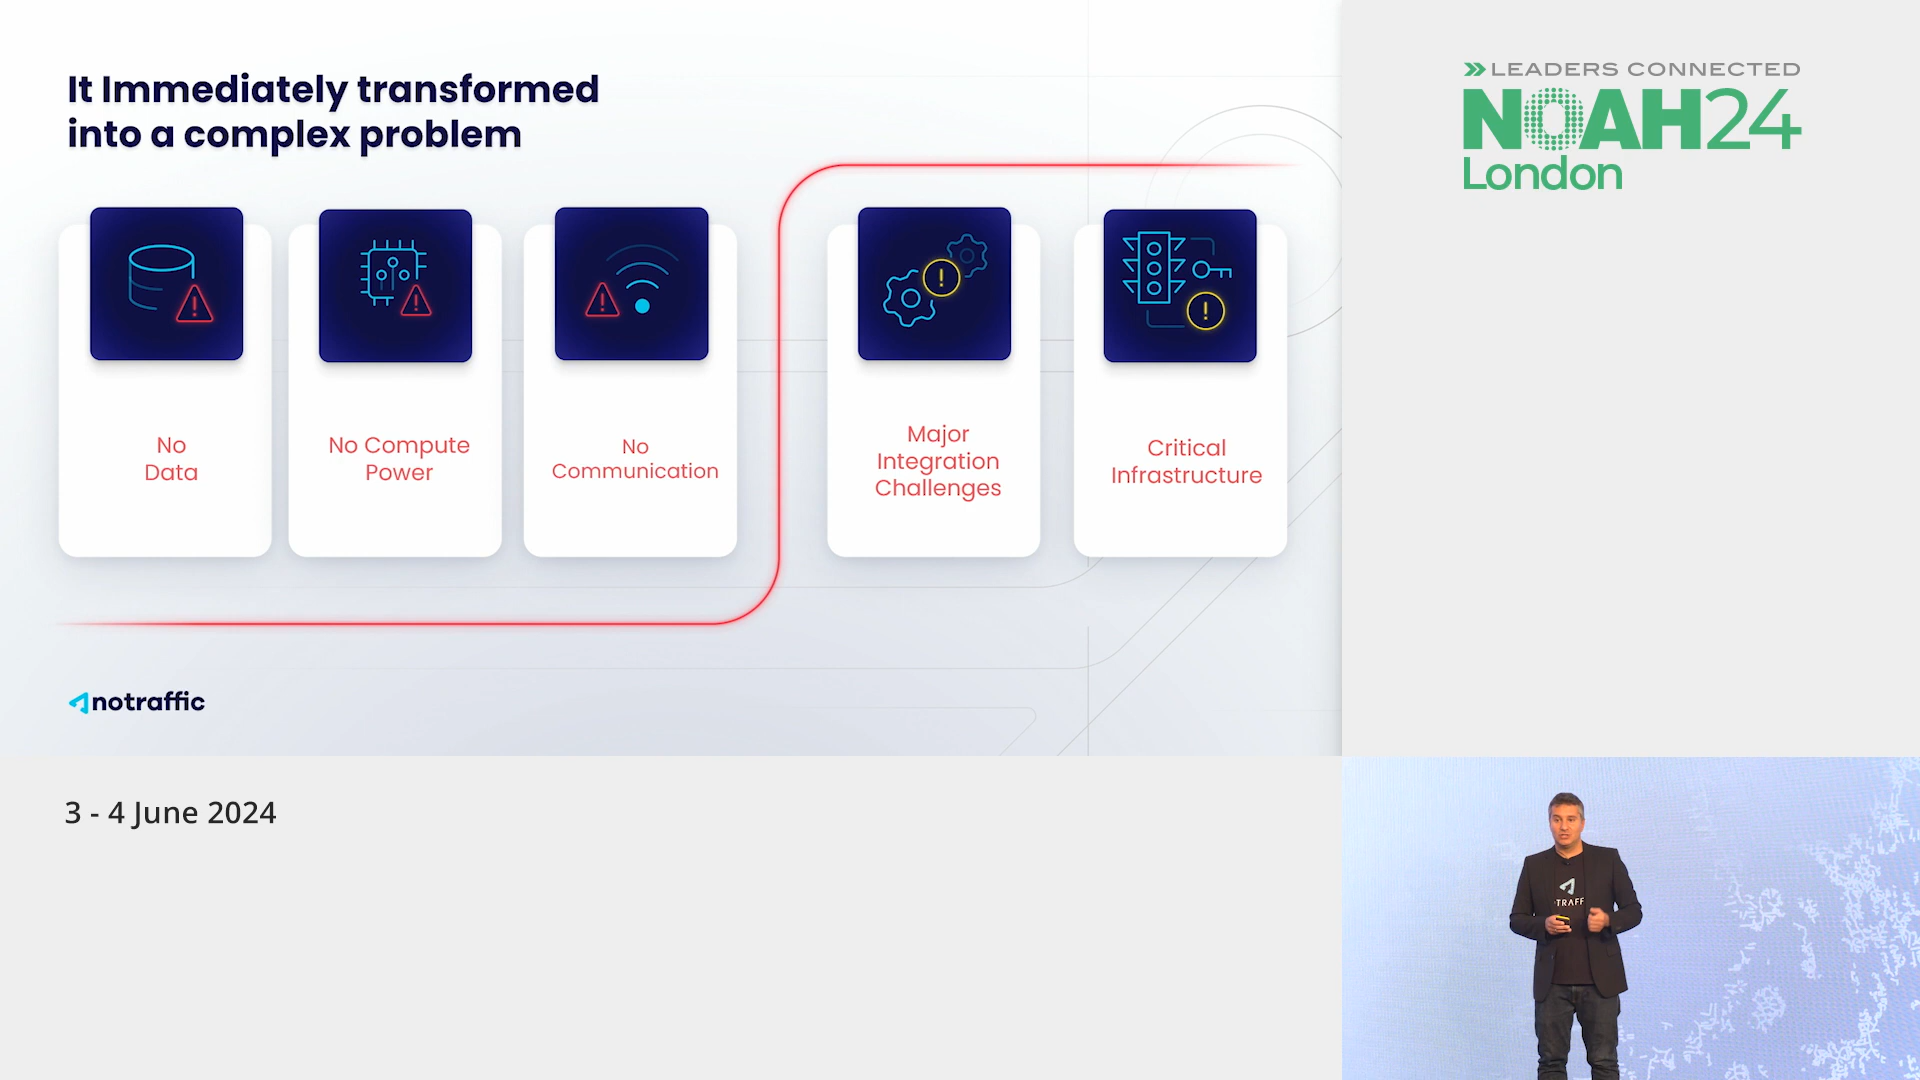 It Immediately transformed
into a complex problem
No
Data
No Compute
Power
No
Communication
Major
Integration
Challenges
Critical
Infrastructure
notraffic
LEADERS CONNECTED
NOAH24
London
3 - 4 June 2024
TRAFF